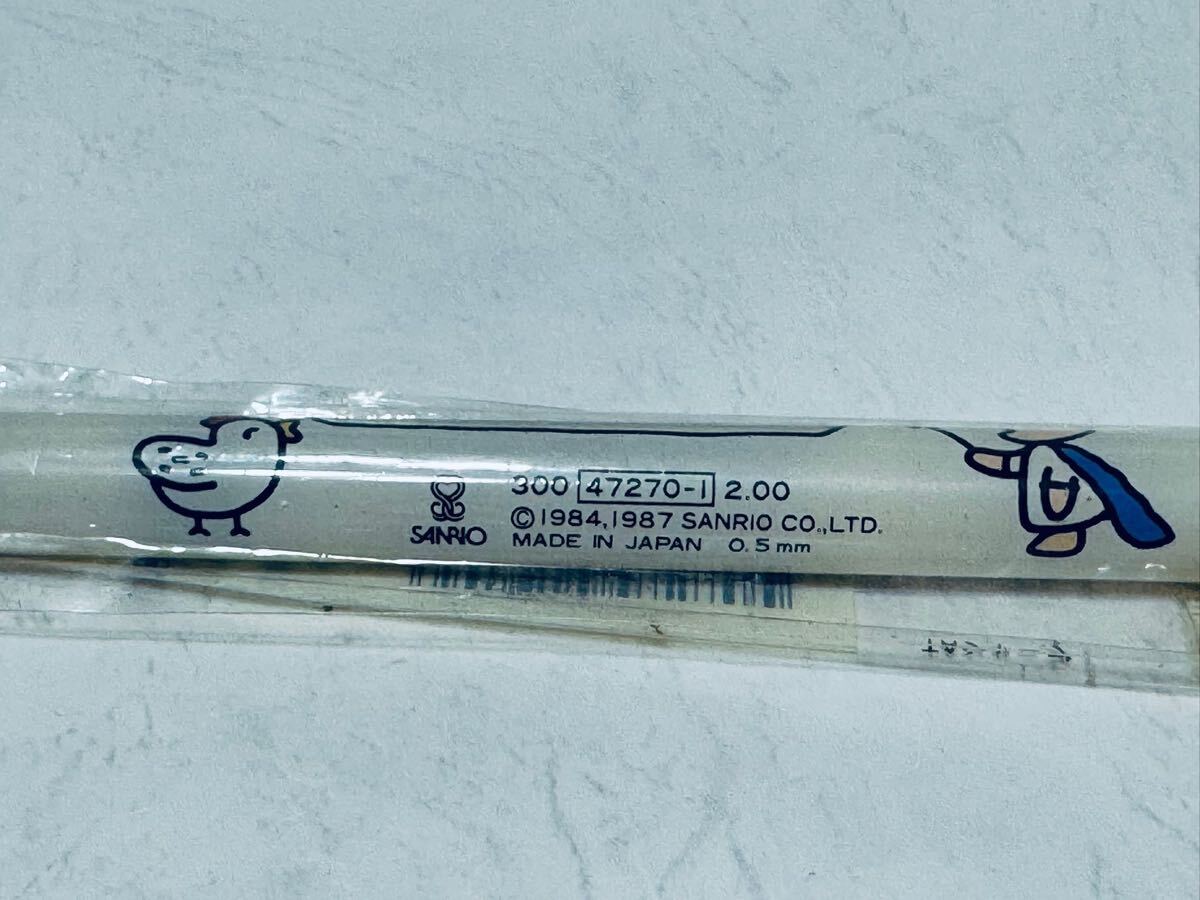 300 47270-1 2.00
©1984,1987 SANRIO CO.,LTD.
SANRIO
MADE IN JAPAN 0.5mm
H